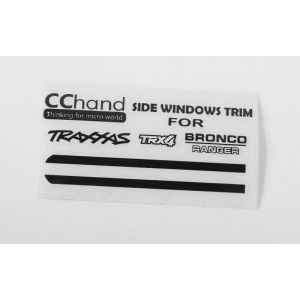 CChand SIDE WINDOWS TRIM
Thinking for micro world FOR
TRAXXAS TRX4 BRONCO
RANGER